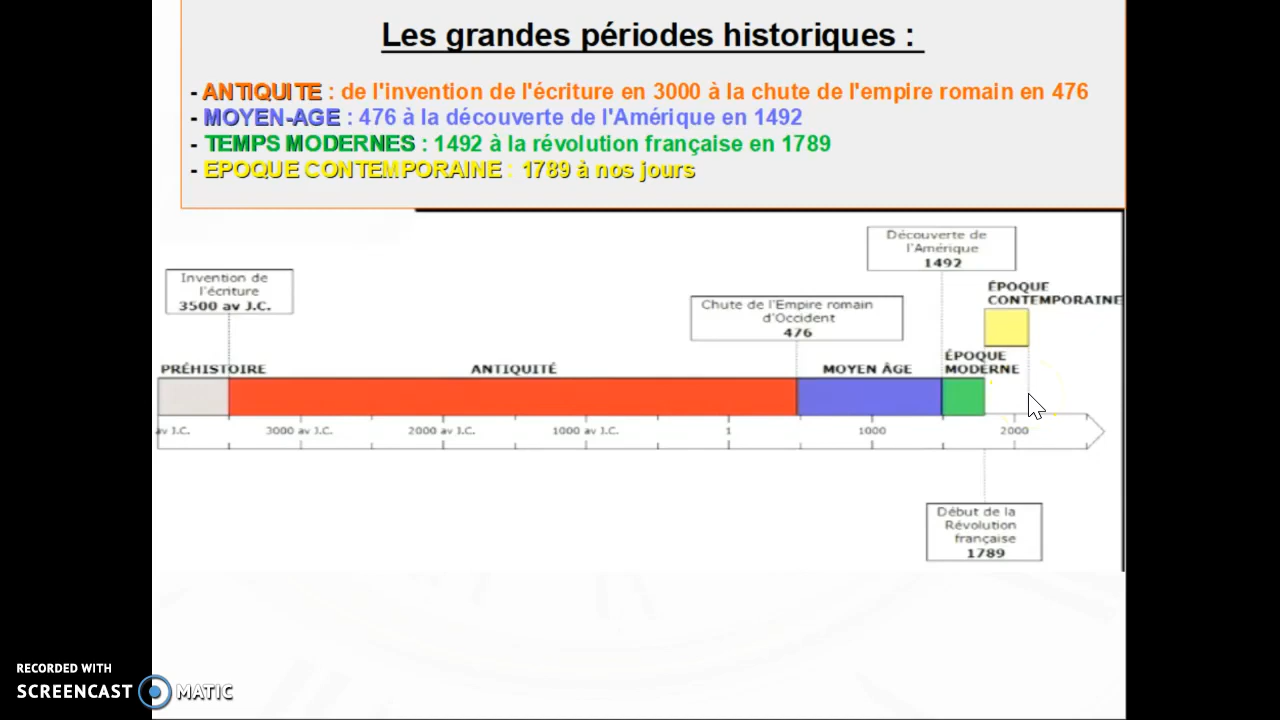 Les grandes périodes historiques :
- ANTIQUITE : de l'invention de l'écriture en 3000 à la chute de l'empire romain en 476
- MOYEN-AGE : 476 à la découverte de l'Amérique en 1492
- TEMPS MODERNES : 1492 à la révolution française en 1789
- EPOQUE CONTEMPORAINE : 1789 à nos jours
Découverte de
l'Amérique
1492
Invention de
l'écriture
3500 av J.C.
Chute de l'Empire romain
d'Occident
476
ÉPOQUE
CONTEMPORAINE
PRÉHISTOIRE
ANTIQUITÉ
MOYEN ÂGE
ÉPOQUE
MODERNE
av J.C. 3000 av J.C. 2000 av J.C. 1000 av J.C. 1 1000 2000
Début de la
Révolution
française
1789
RECORDED WITH
SCREENCAST MATIC